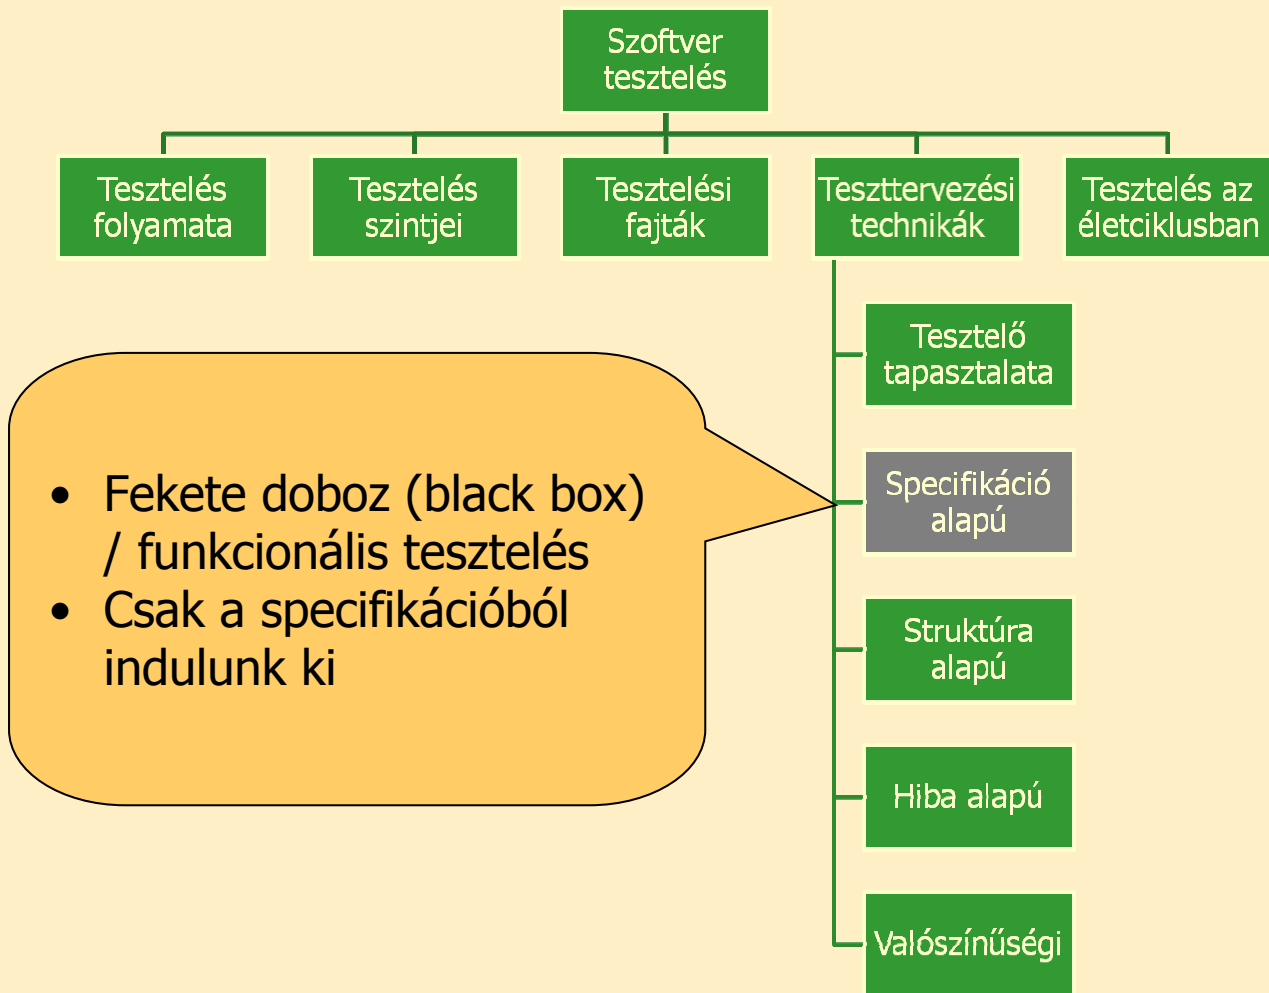 Szoftver
tesztelés
Tesztelés
folyamata
Tesztelés
szintjei
Tesztelési
fajták
Teszttervezési
technikák
Tesztelés az
életciklusban
Tesztelő
tapasztalata
• Fekete doboz (black box)
/ funkcionális tesztelés
• Csak a specifikációból
indulunk ki
Specifikáció
alapú
Struktúra
alapú
Hiba alapú
Valószínűségi